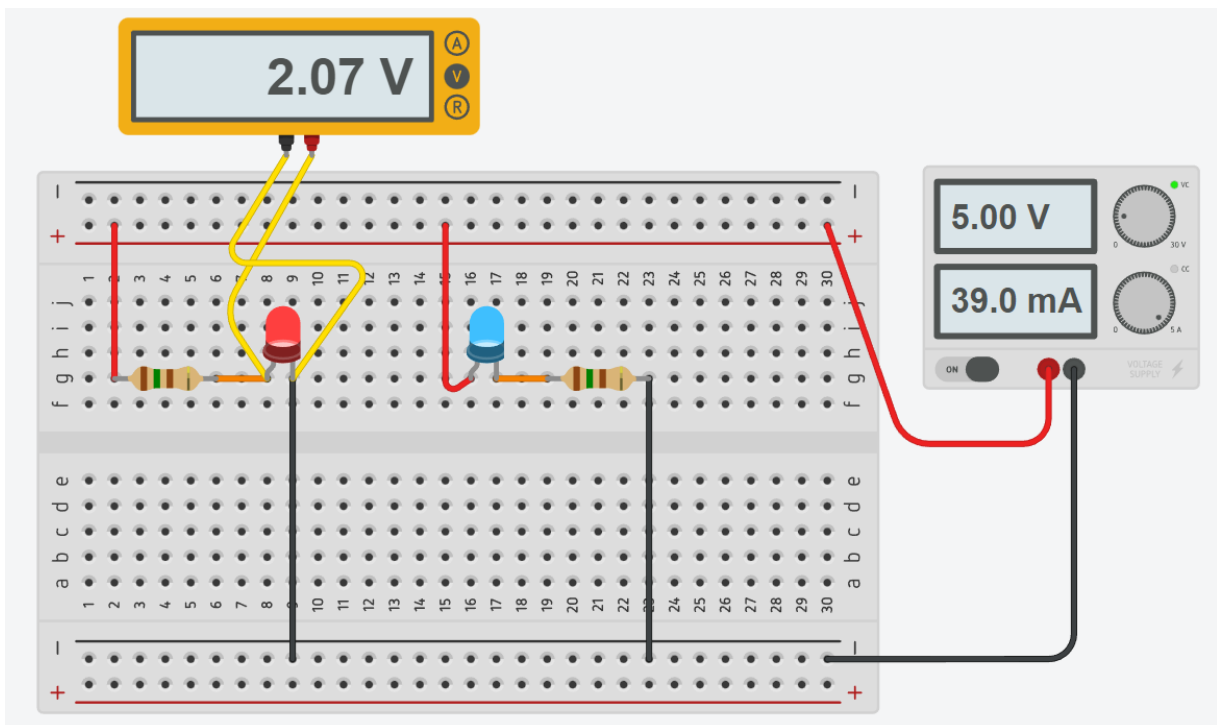 A
2.07 V
V
R
− −
+ +
1 2 3 4 5 6 7 8 9 10 11 12 13 14 15 16 17 18 19 20 21 22 23 24 25 26 27 28 29 30
j j
i i
h h
g g
f f
e e
d d
c c
b b
a a
1 2 3 4 5 6 7 8 9 10 11 12 13 14 15 16 17 18 19 20 21 22 23 24 25 26 27 28 29 30
− −
+ +
5.00 V
VC
0 30 V
39.0 mA
CC
0 5 A
ON
VOLTAGE
SUPPLY